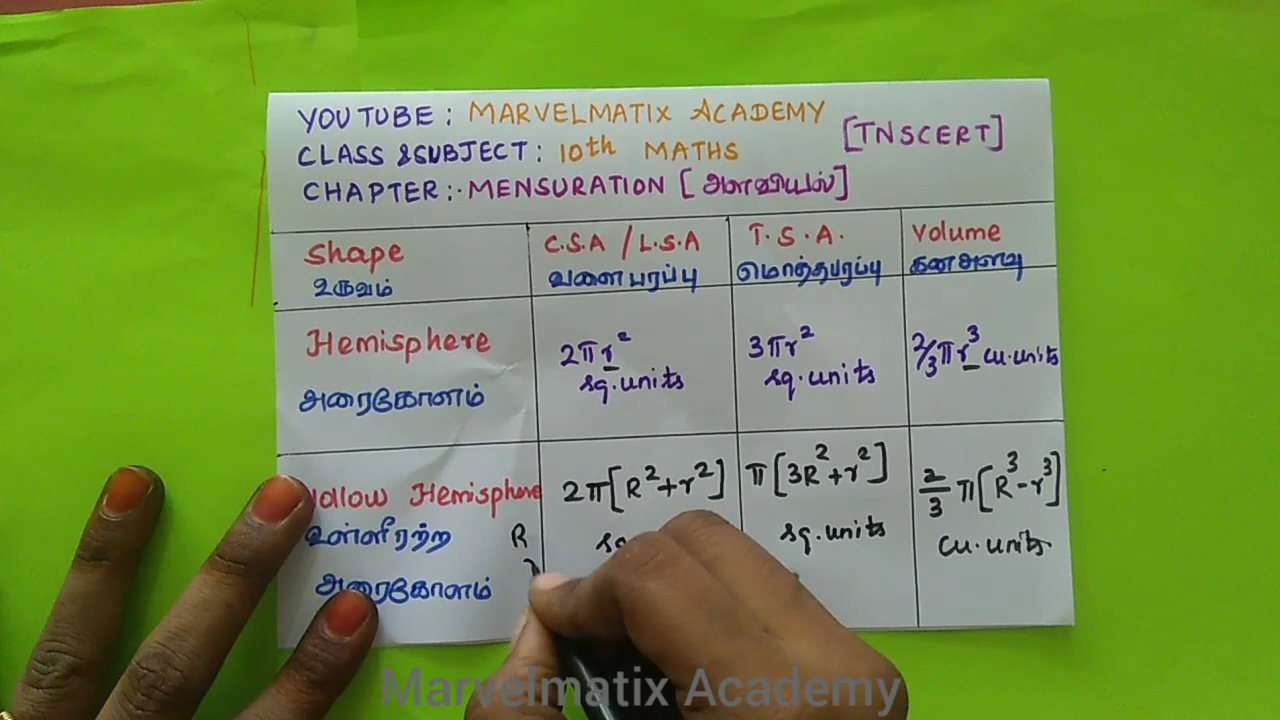 YOUTUBE : MARVELMATIX ACADEMY
[TNSCERT]
CLASS &SUBJECT : 10th MATHS
CHAPTER :- MENSURATION [அளவியல்]
Shape
உருவம்
C.S.A / L.S.A
வளைபரப்பு
T.S.A.
மொத்தபரப்பு
Volume
கனஅளவு
Hemisphere
அரைகோளம்
2πr²
sq.units
3πr²
sq.units
2/3πr³ cu.units
Hollow Hemisphere
உள்ளீரற்ற
அரைகோளம்
R
2π[R²+r²]
π[3R²+r²]
sq.units
2/3 π[R³-r³]
cu.units
Marvelmatix Academy